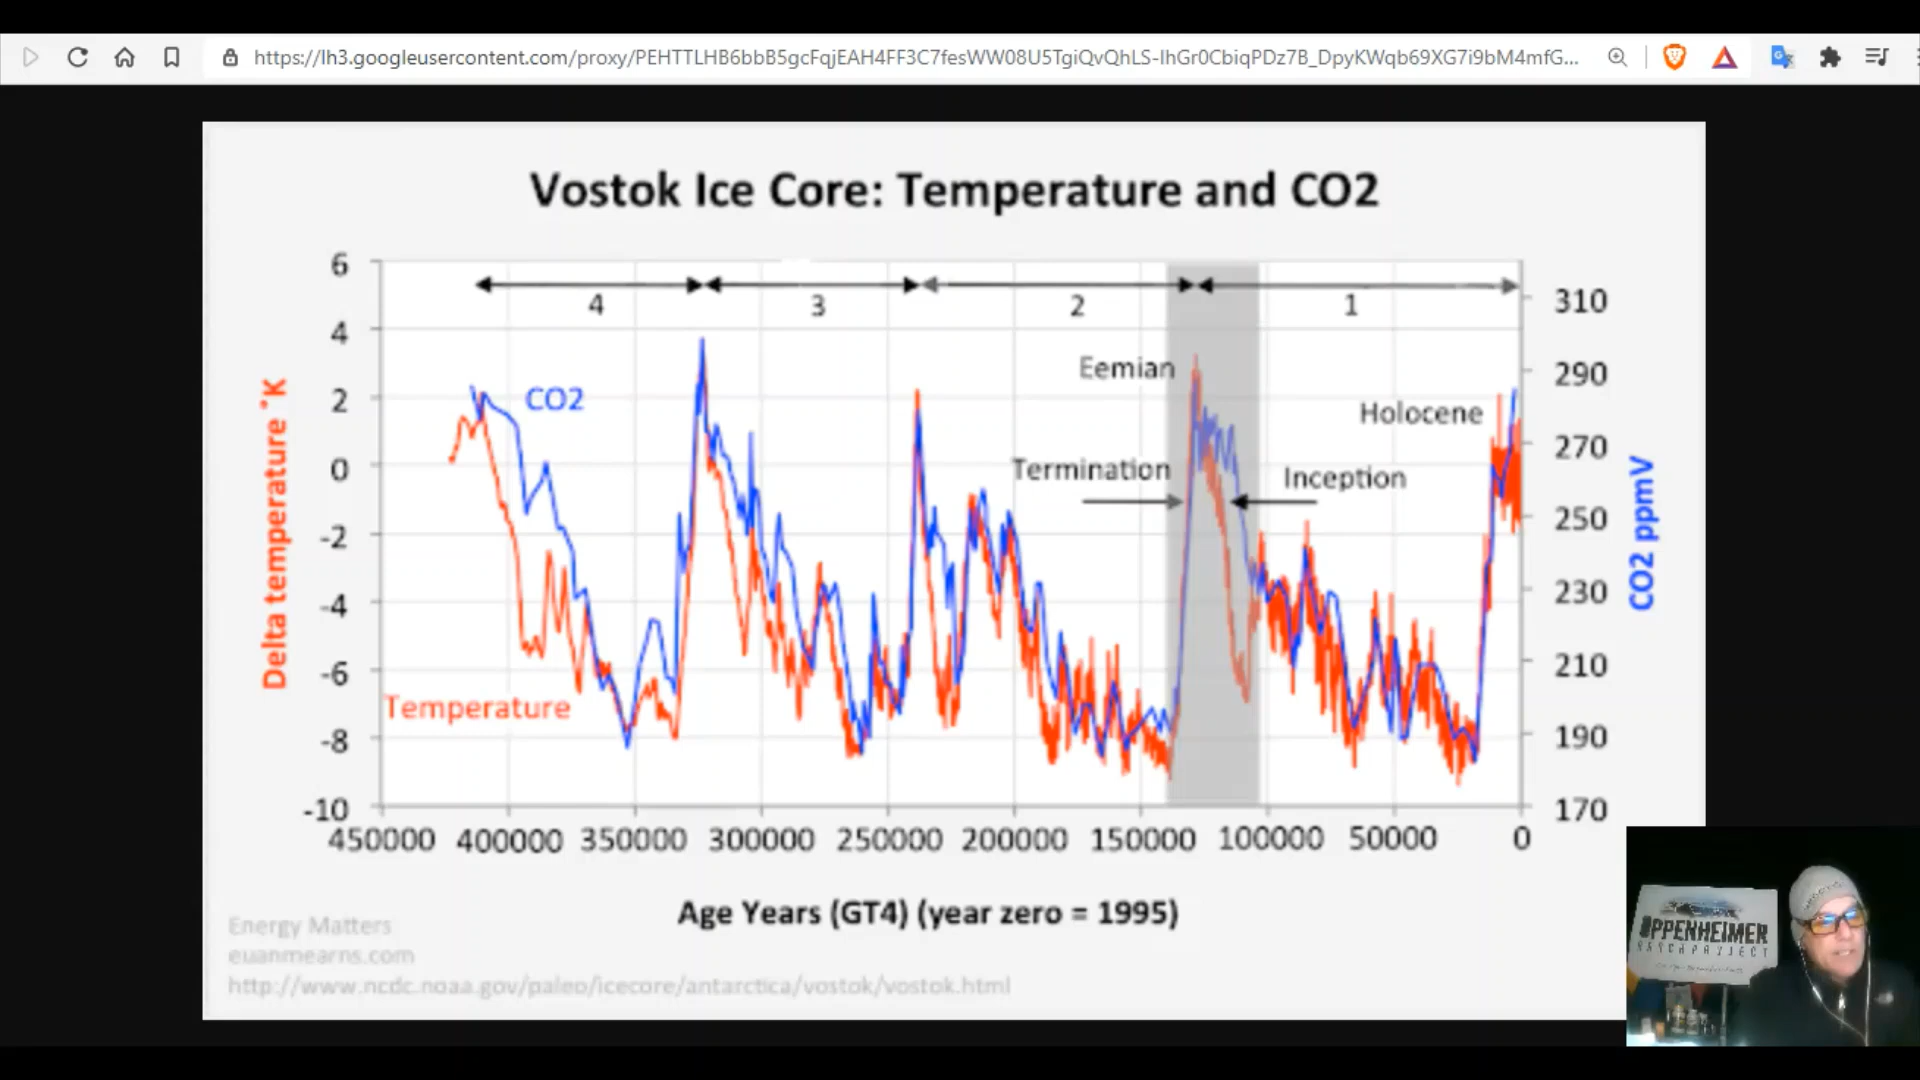 https://lh3.googleusercontent.com/proxy/PEHTTLHB6bbB5gcFqjEAH4FF3C7fesWW08U5TgiQvQhLS-lhGr0CbiqPDz7B_DpyKWqb69XG7i9bM4mfG...
Vostok Ice Core: Temperature and CO2
6
4
2
0
-2
-4
-6
-8
-10
Delta temperature °K
4
3
2
1
CO2
Temperature
Eemian
Termination
Inception
Holocene
310
290
270
250
230
210
190
170
CO2 ppmV
450000 400000 350000 300000 250000 200000 150000 100000 50000 0
Age Years (GT4) (year zero = 1995)
Energy Matters
euanmearns.com
http://www.ncdc.noaa.gov/paleo/icecore/antarctica/vostok/vostok.html
OPPENHEIMER